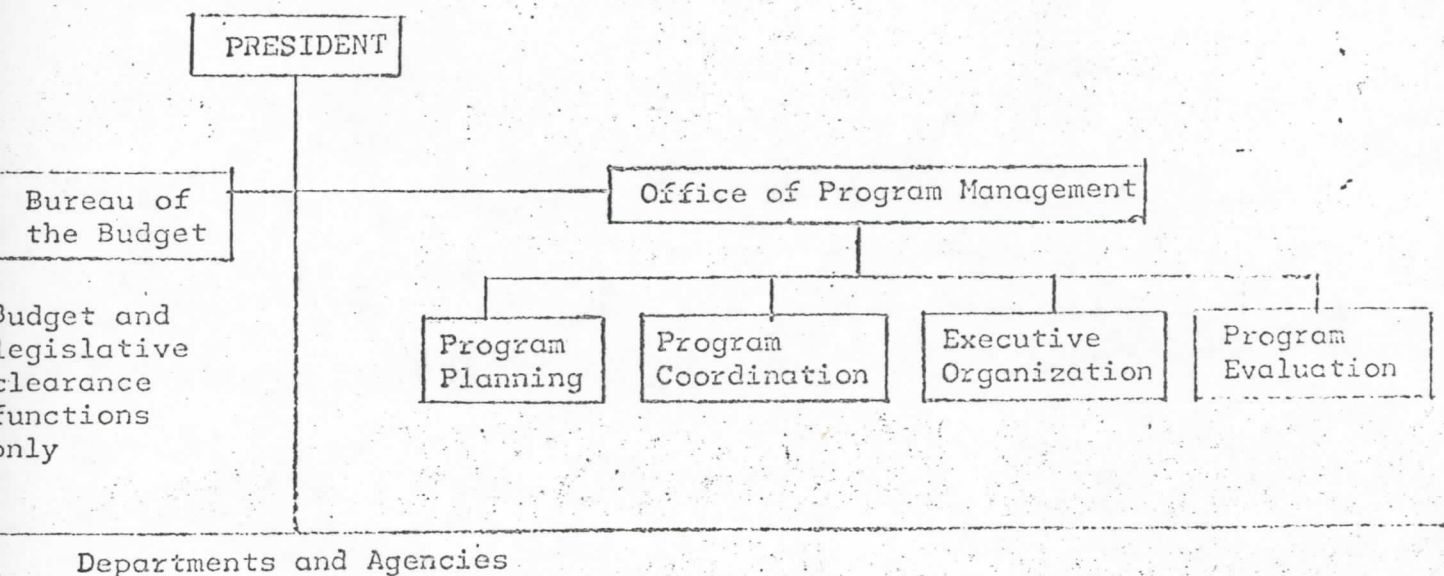 PRESIDENT
Bureau of
the Budget
Office of Program Management
Budget and
legislative
clearance
functions
only
Program
Planning
Program
Coordination
Executive
Organization
Program
Evaluation
Departments and Agencies